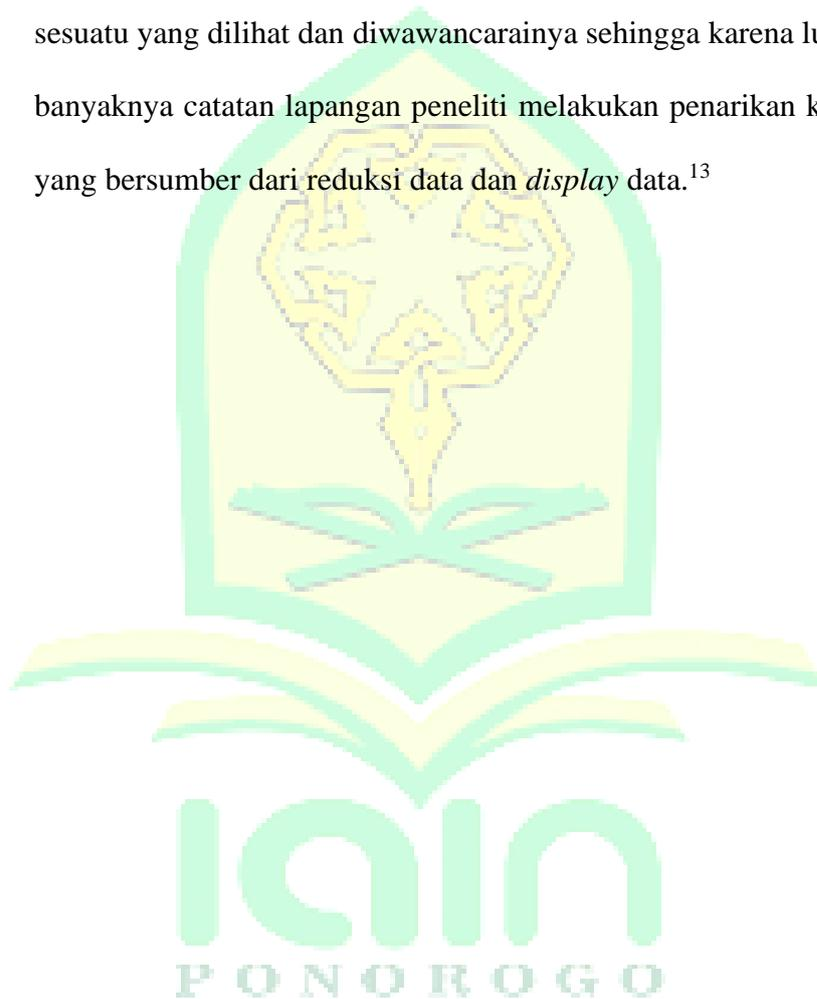 sesuatu yang dilihat dan diwawancarainya sehingga karena
banyaknya catatan lapangan peneliti melakukan penarikan
yang bersumber dari reduksi data dan display data.13
iain
PONOROGO